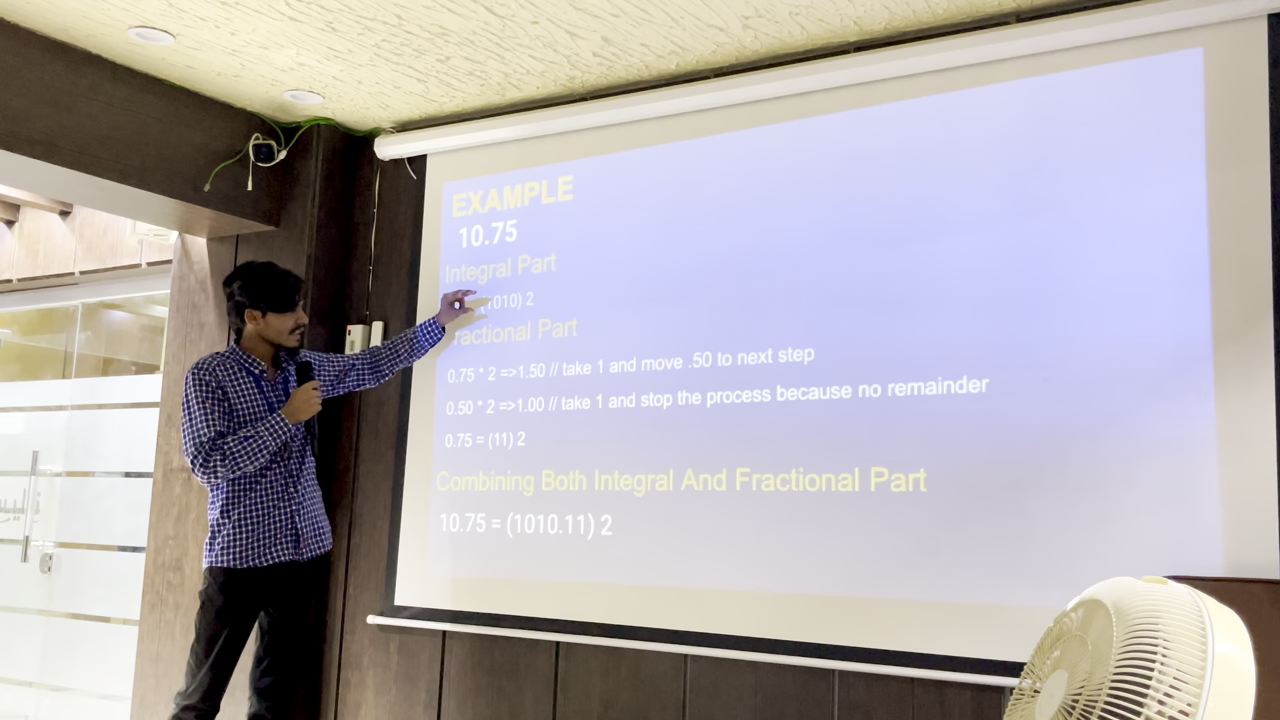 EXAMPLE
10.75
Integral Part
(1010) 2
Fractional Part
0.75 * 2 =>1.50 // take 1 and move .50 to next step
0.50 * 2 =>1.00 // take 1 and stop the process because no remainder
0.75 = (11) 2
Combining Both Integral And Fractional Part
10.75 = (1010.11) 2